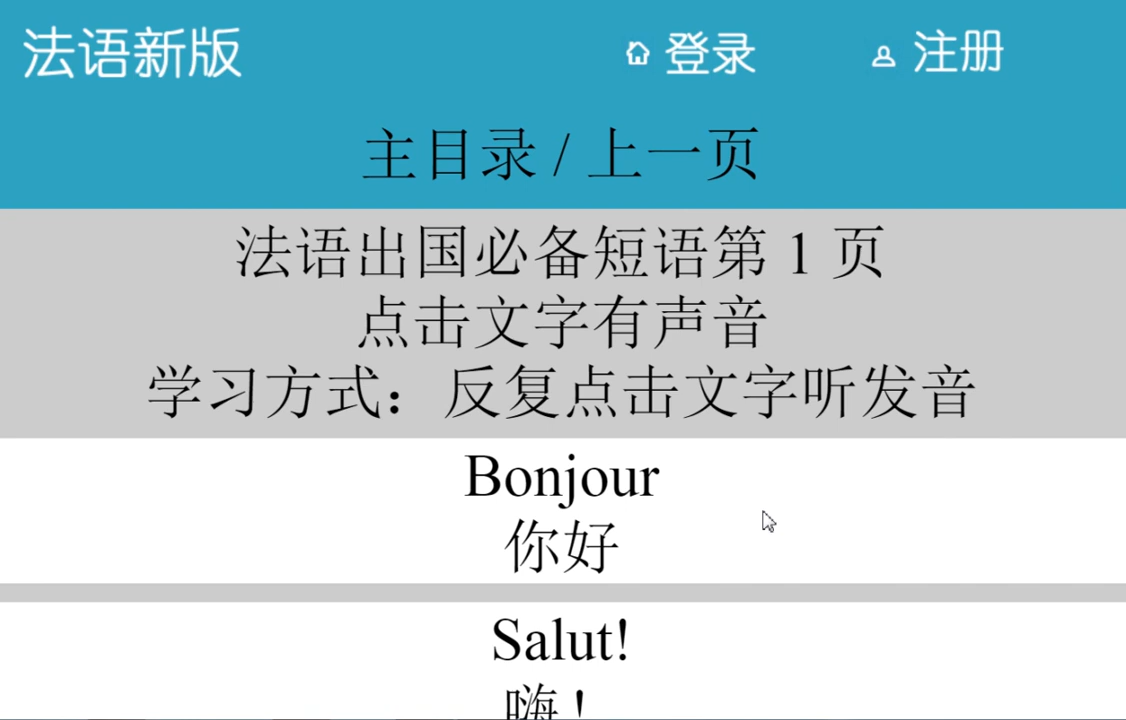 法语新版 登录 注册
主目录 / 上一页
法语出国必备短语第 1 页
点击文字有声音
学习方式：反复点击文字听发音
Bonjour
你好
Salut!
嗨！